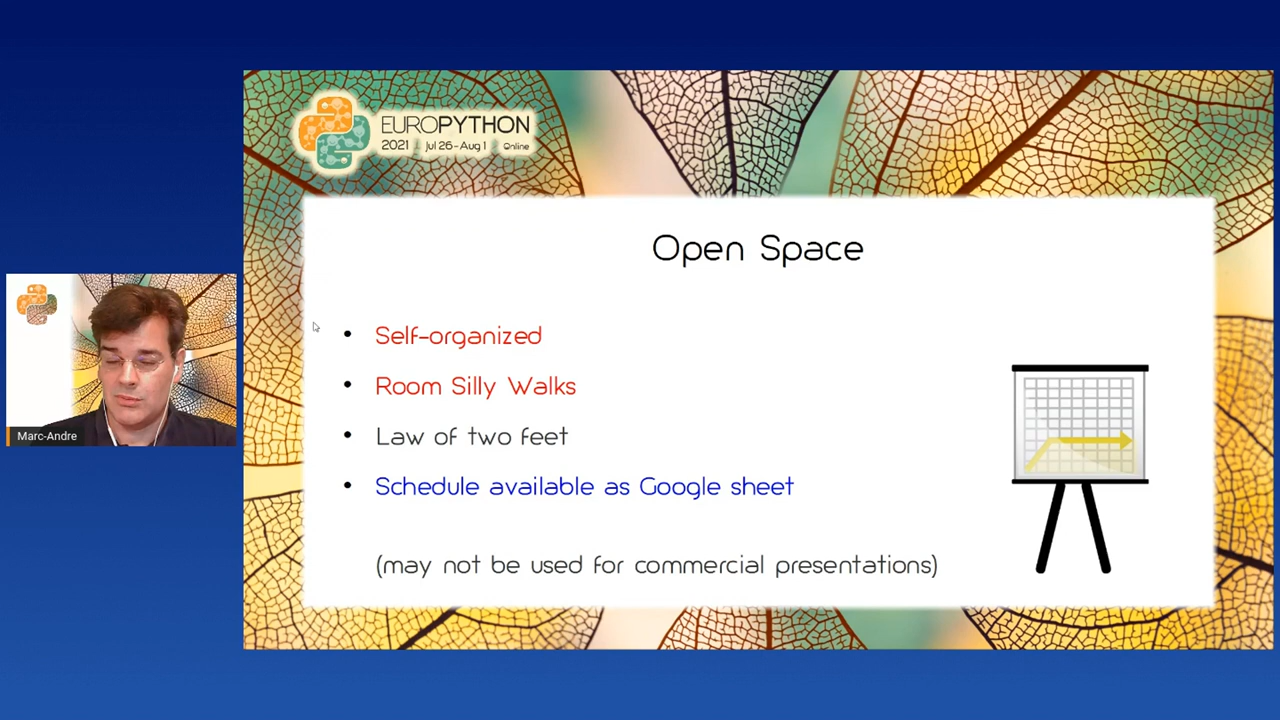 EUROPYTHON
2021 Jul 26-Aug 1 Online
Open Space
• Self-organized
• Room Silly Walks
• Law of two feet
• Schedule available as Google sheet
(may not be used for commercial presentations)
Marc-Andre